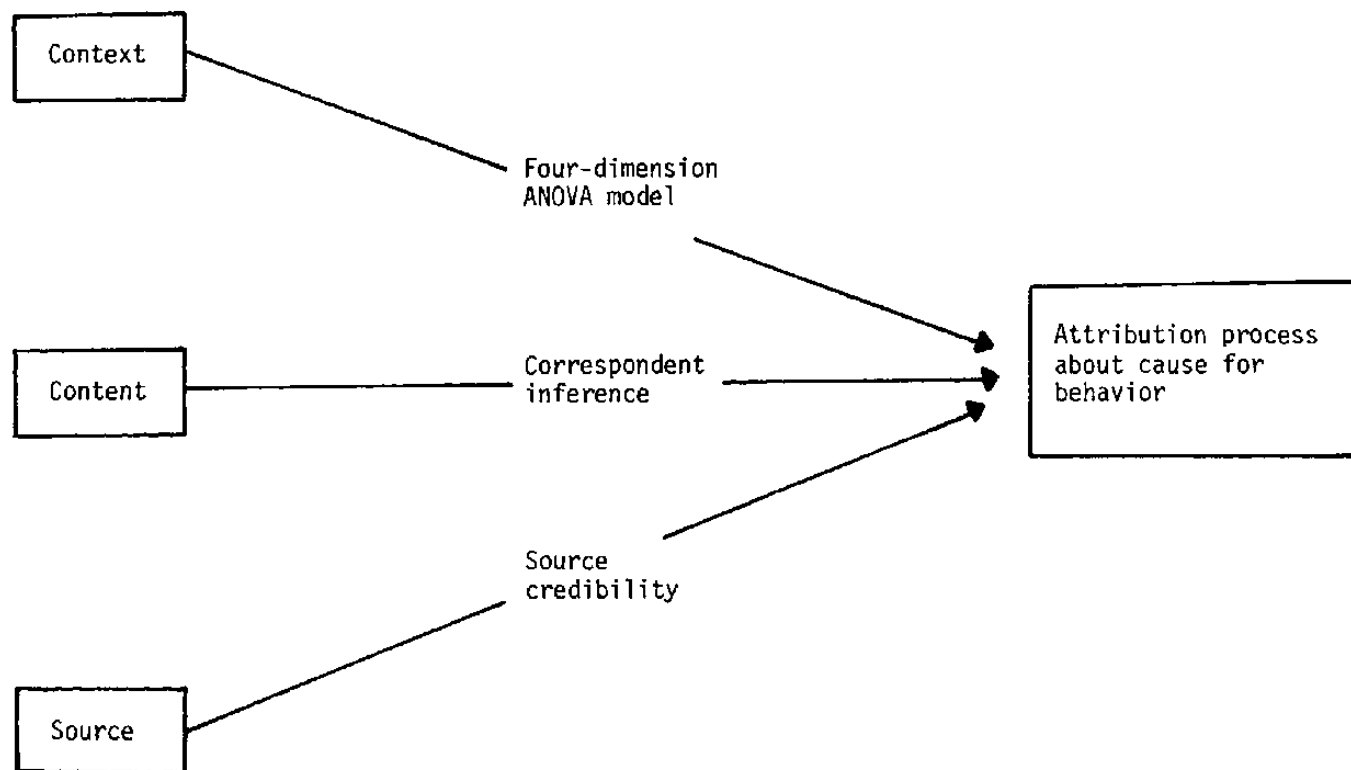 Context
Four-dimension
ANOVA model
Attribution process
about cause for
behavior
Content
Correspondent
inference
Source
credibility
Source